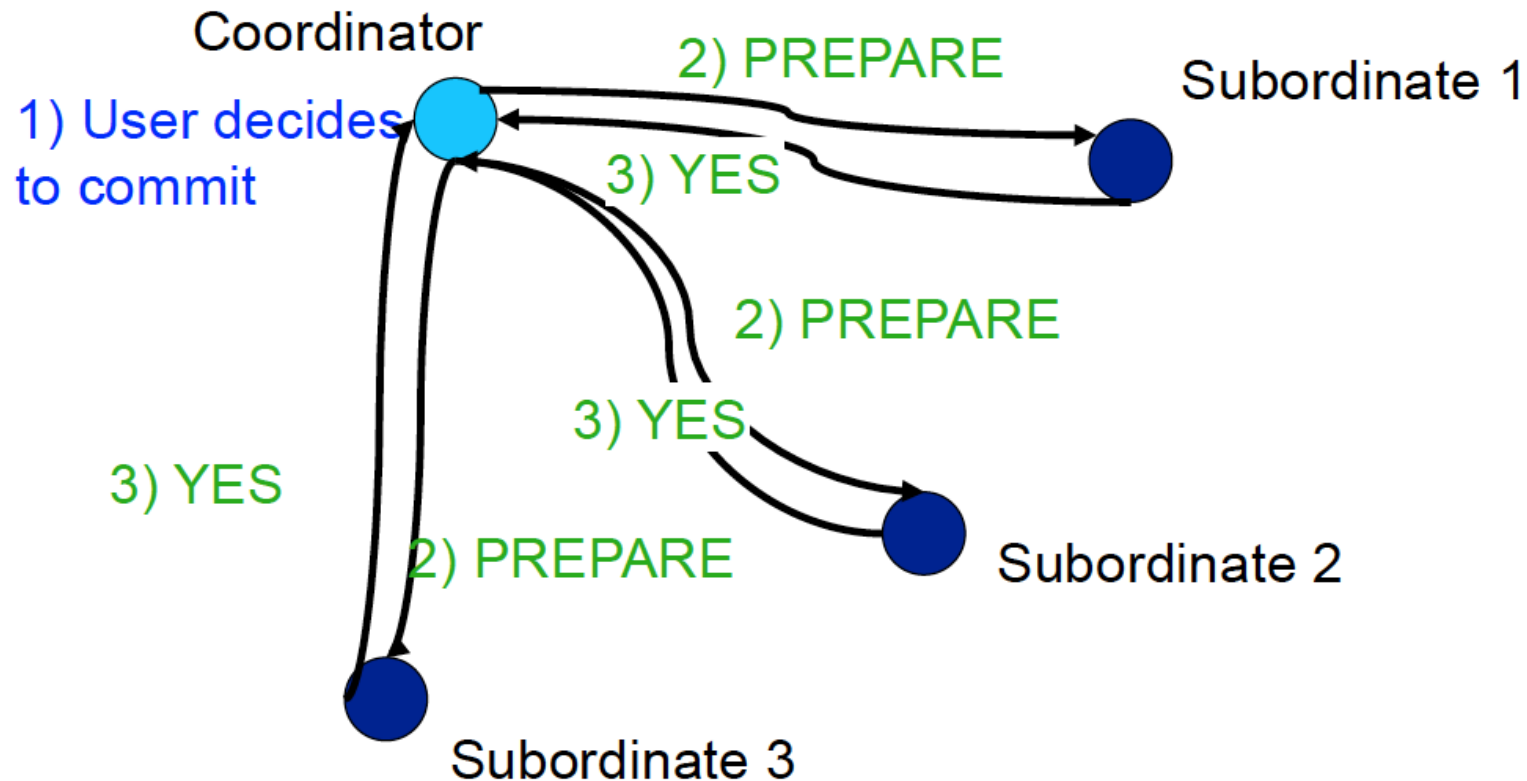 Coordinator
2) PREPARE
Subordinate 1
1) User decides
to commit
3) YES
2) PREPARE
3) YES
3) YES
2) PREPARE
Subordinate 2
Subordinate 3